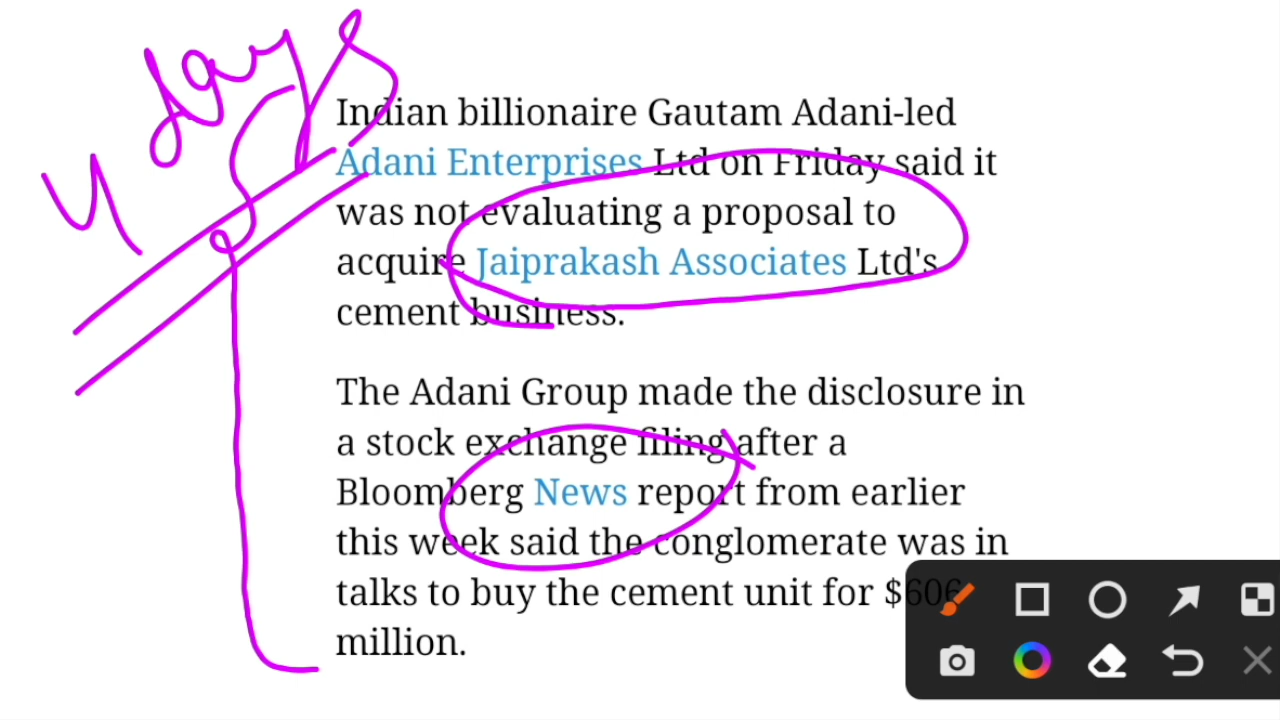 4 days
Indian billionaire Gautam Adani-led
Adani Enterprises Ltd on Friday said it
was not evaluating a proposal to
acquire Jaiprakash Associates Ltd's
cement business.
The Adani Group made the disclosure in
a stock exchange filing after a
Bloomberg News report from earlier
this week said the conglomerate was in
talks to buy the cement unit for $606
million.